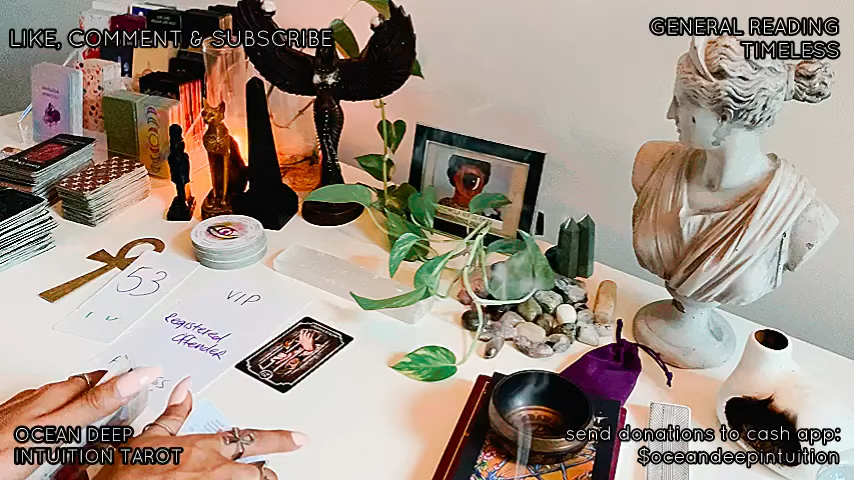 LIKE, COMMENT & SUBSCRIBE
GENERAL READING
TIMELESS
53
VIP
Registered
Offender
OCEAN DEEP
INTUITION TAROT
send donations to cash app:
$oceandeepintuition